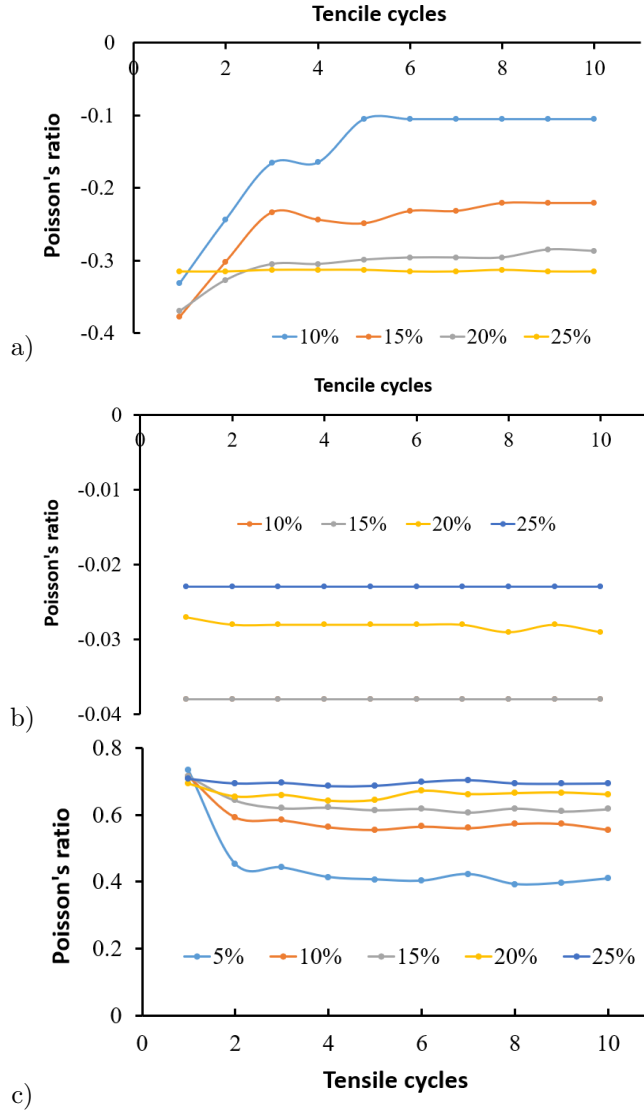 Tencile cycles
0
0 2 4 6 8 10
-0.1
-0.2
-0.3
-0.4
Poisson's ratio
10% 15% 20% 25%
a)
Tencile cycles
0
0 2 4 6 8 10
-0.01
-0.02
-0.03
-0.04
Poisson's ratio
10% 15% 20% 25%
b)
0.8
0.6
0.4
0.2
0
Poisson's ratio
5% 10% 15% 20% 25%
0 2 4 6 8 10
Tensile cycles
c)